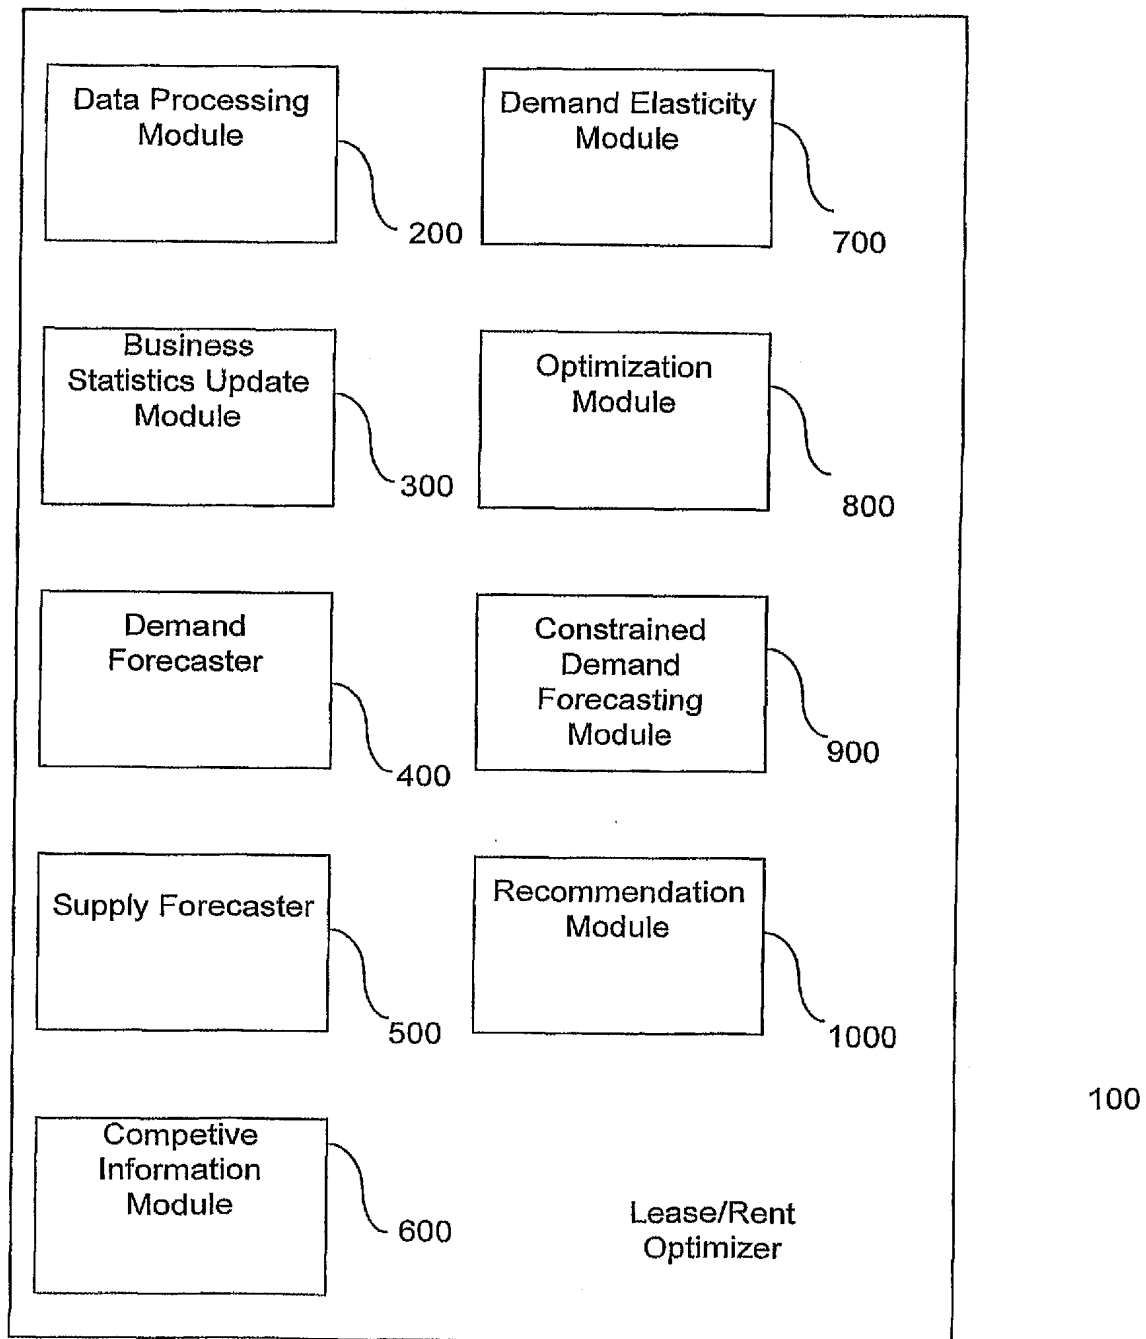 Data Processing
Module
200
Demand Elasticity
Module
700
Business
Statistics Update
Module
300
Optimization
Module
800
Demand
Forecaster
400
Constrained
Demand
Forecasting
Module
900
Supply Forecaster
500
Recommendation
Module
1000
Competive
Information
Module
600
Lease/Rent
Optimizer
100